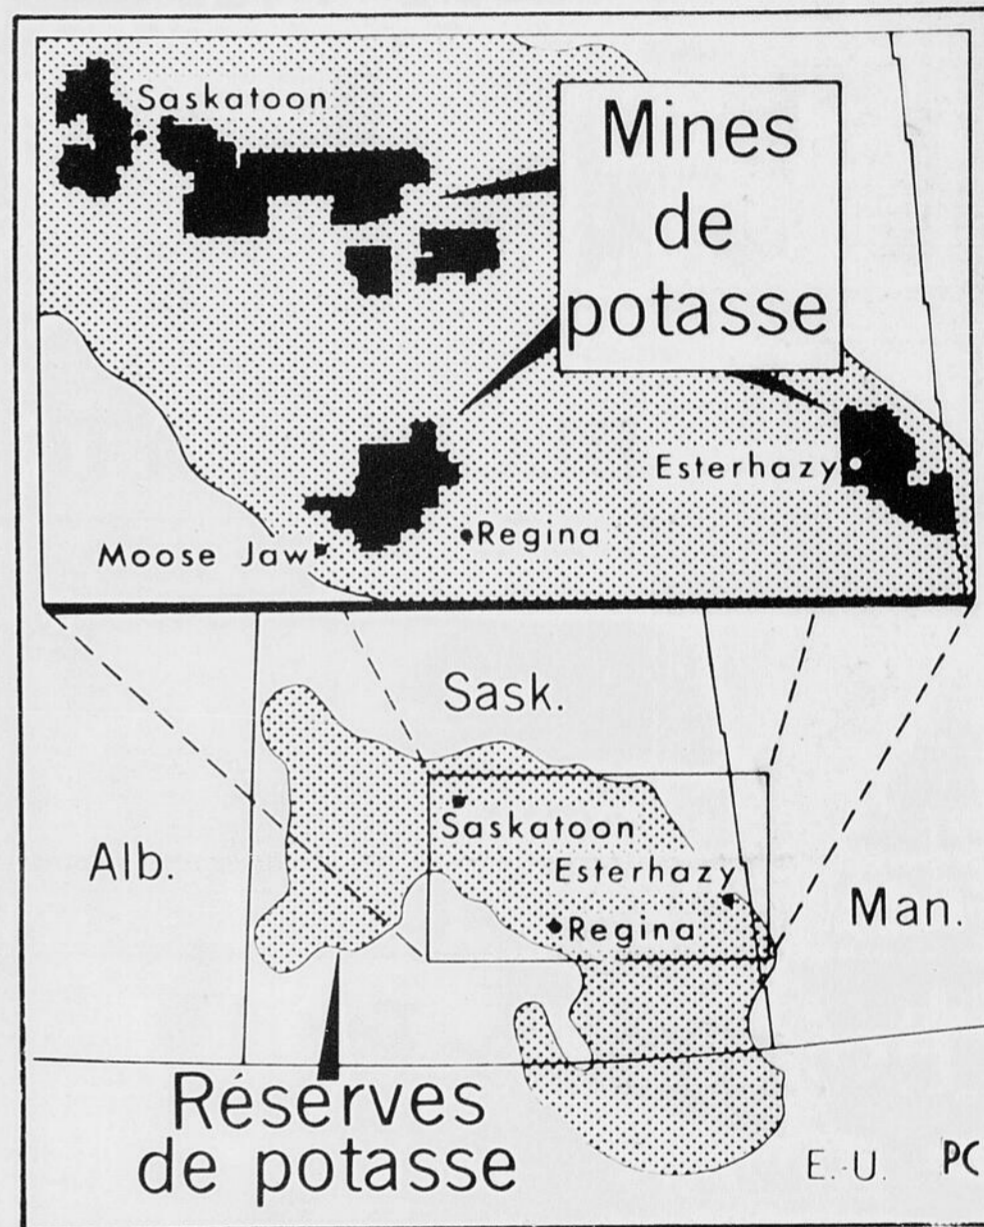 Saskatoon
Mines
de
potasse
Esterhazy
Regina
Moose Jaw
Sask.
Saskatoon
Alb.
Esterhazy
Man.
Regina
Réserves
de potasse
E.-U.
PC